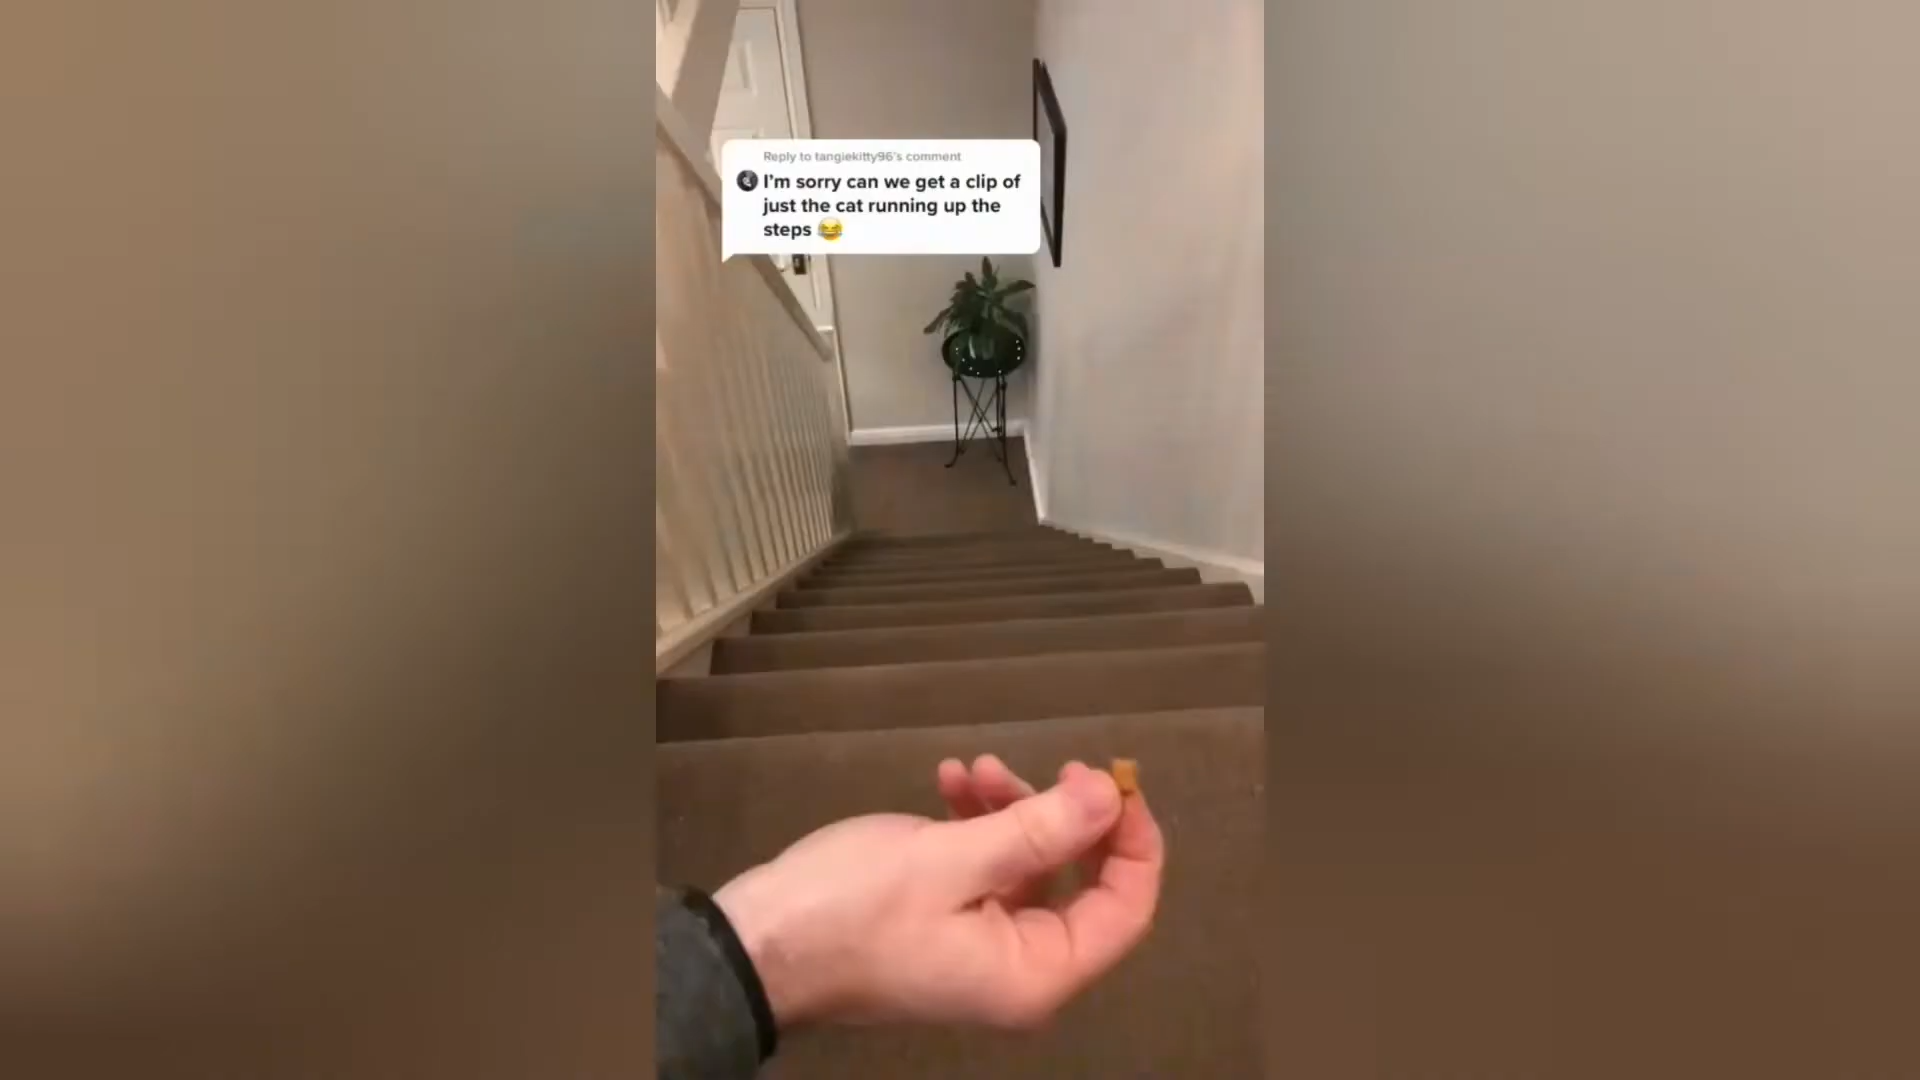 Reply to tangiekitty96's comment
I'm sorry can we get a clip of
just the cat running up the
steps 😂